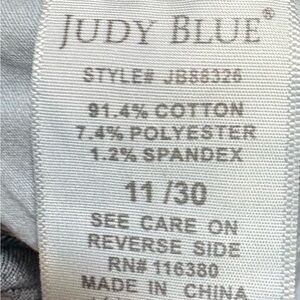 JUDY BLUE®
STYLE# JB88326
91.4% COTTON
7.4% POLYESTER
1.2% SPANDEX
11/30
SEE CARE ON
REVERSE SIDE
RN# 116380
MADE IN CHINA